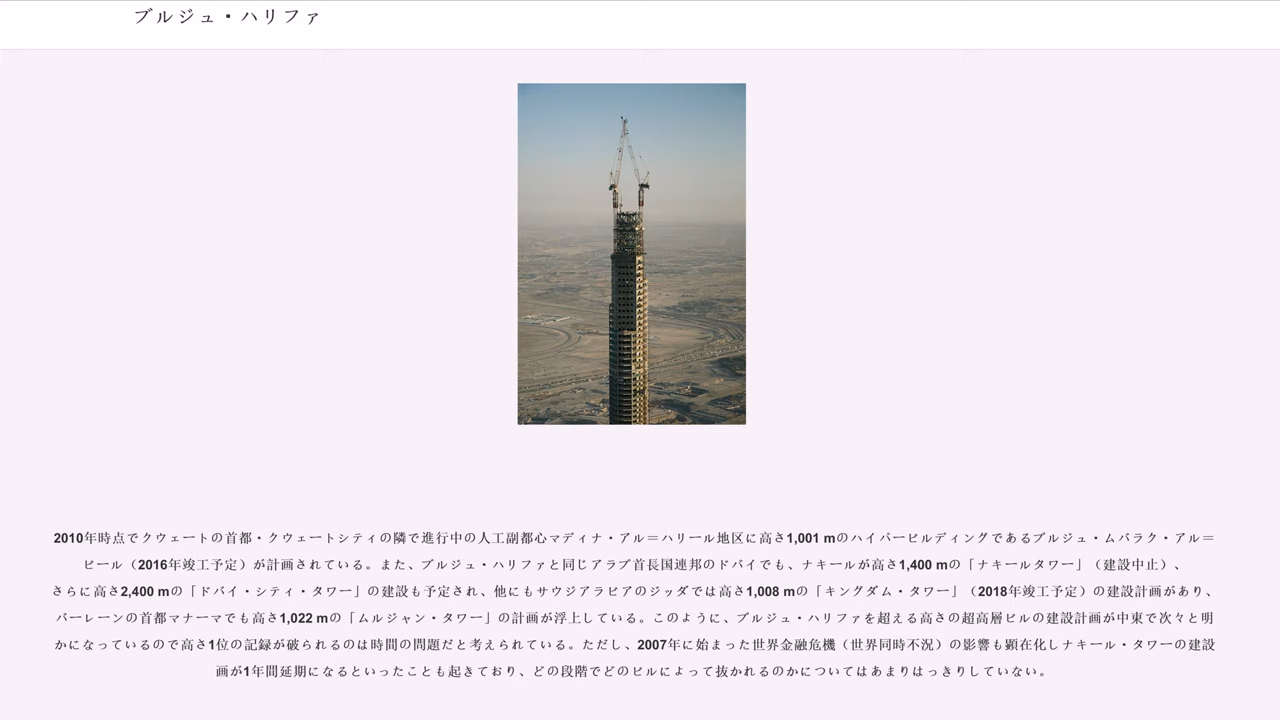 ブルジュ・ハリファ
2010年時点でクウェートの首都・クウェートシティの隣で進行中の人工副都心マディナ・アル＝ハリール地区に高さ1,001 mのハイパービルディングであるブルジュ・ムバラク・アル＝
ビール（2016年竣工予定）が計画されている。また、ブルジュ・ハリファと同じアラブ首長国連邦のドバイでも、ナキールが高さ1,400 mの「ナキールタワー」（建設中止）、
さらに高さ2,400 mの「ドバイ・シティ・タワー」の建設も予定され、他にもサウジアラビアのジッダでは高さ1,008 mの「キングダム・タワー」（2018年竣工予定）の建設計画があり、
バーレーンの首都マナーマでも高さ1,022 mの「ムルジャン・タワー」の計画が浮上している。このように、ブルジュ・ハリファを超える高さの超高層ビルの建設計画が中東で次々と明
かになっているので高さ1位の記録が破られるのは時間の問題だと考えられている。ただし、2007年に始まった世界金融危機（世界同時不況）の影響も顕在化しナキール・タワーの建設
画が1年間延期になるといったことも起きており、どの段階でどのビルによって抜かれるのかについてはあまりはっきりしていない。